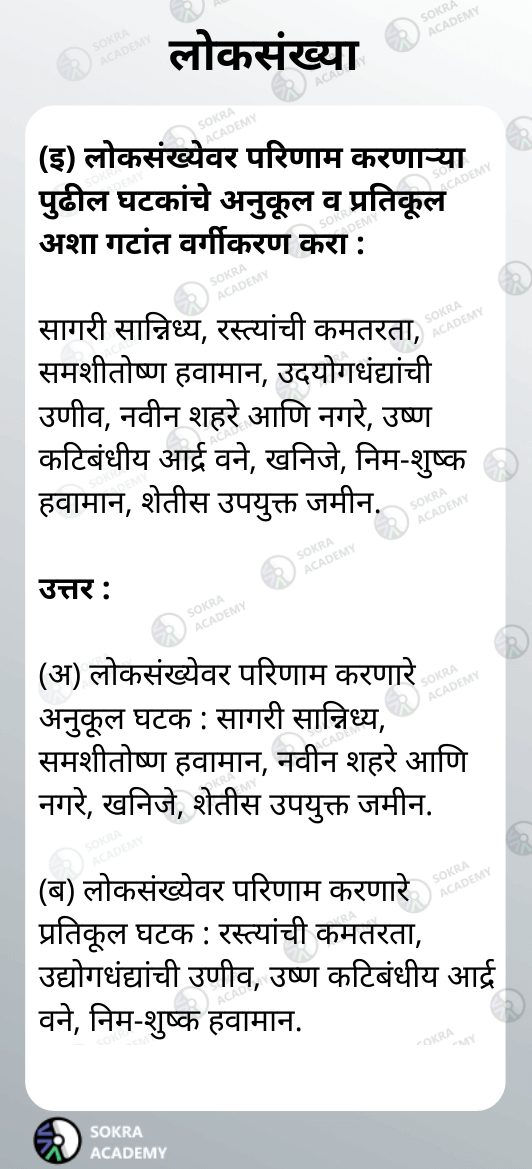 लोकसंख्या
(इ) लोकसंख्येवर परिणाम करणाऱ्या
पुढील घटकांचे अनुकूल व प्रतिकूल
अशा गटांत वर्गीकरण करा :
सागरी सान्निध्य, रस्त्यांची कमतरता,
समशीतोष्ण हवामान, उदयोगधंद्यांची
उणीव, नवीन शहरे आणि नगरे, उष्ण
कटिबंधीय आर्द्र वने, खनिजे, निम-शुष्क
हवामान, शेतीस उपयुक्त जमीन.
उत्तर :
(अ) लोकसंख्येवर परिणाम करणारे
अनुकूल घटक : सागरी सान्निध्य,
समशीतोष्ण हवामान, नवीन शहरे आणि
नगरे, खनिजे, शेतीस उपयुक्त जमीन.
(ब) लोकसंख्येवर परिणाम करणारे
प्रतिकूल घटक : रस्त्यांची कमतरता,
उद्योगधंद्यांची उणीव, उष्ण कटिबंधीय आर्द्र
वने, निम-शुष्क हवामान.
SOKRA
ACADEMY